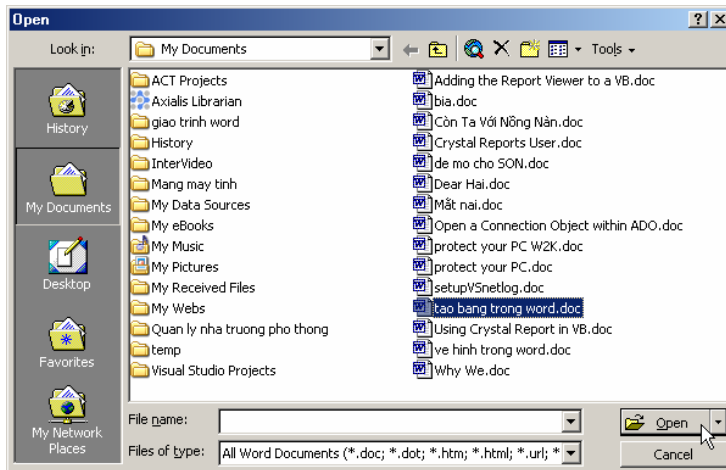 Open
Look in: My Documents Tools
History
My Documents
Desktop
Favorites
My Network
Places
ACT Projects
Axialis Librarian
giao trinh word
History
InterVideo
Mang may tinh
My Data Sources
My eBooks
My Music
My Pictures
My Received Files
My Webs
Quan ly nha truong pho thong
temp
Visual Studio Projects
Adding the Report Viewer to a VB.doc
bia.doc
Còn Ta Với Nồng Nàn.doc
Crystal Reports User.doc
de mo cho SON.doc
Dear Hai.doc
Mắt nai.doc
Open a Connection Object within ADO.doc
protect your PC W2K.doc
protect your PC.doc
setupVSnetlog.doc
tao bang trong word.doc
Using Crystal Report in VB.doc
ve hinh trong word.doc
Why We.doc
File name:
Open
Files of type: All Word Documents (*.doc; *.dot; *.htm; *.html; *.url; *
Cancel